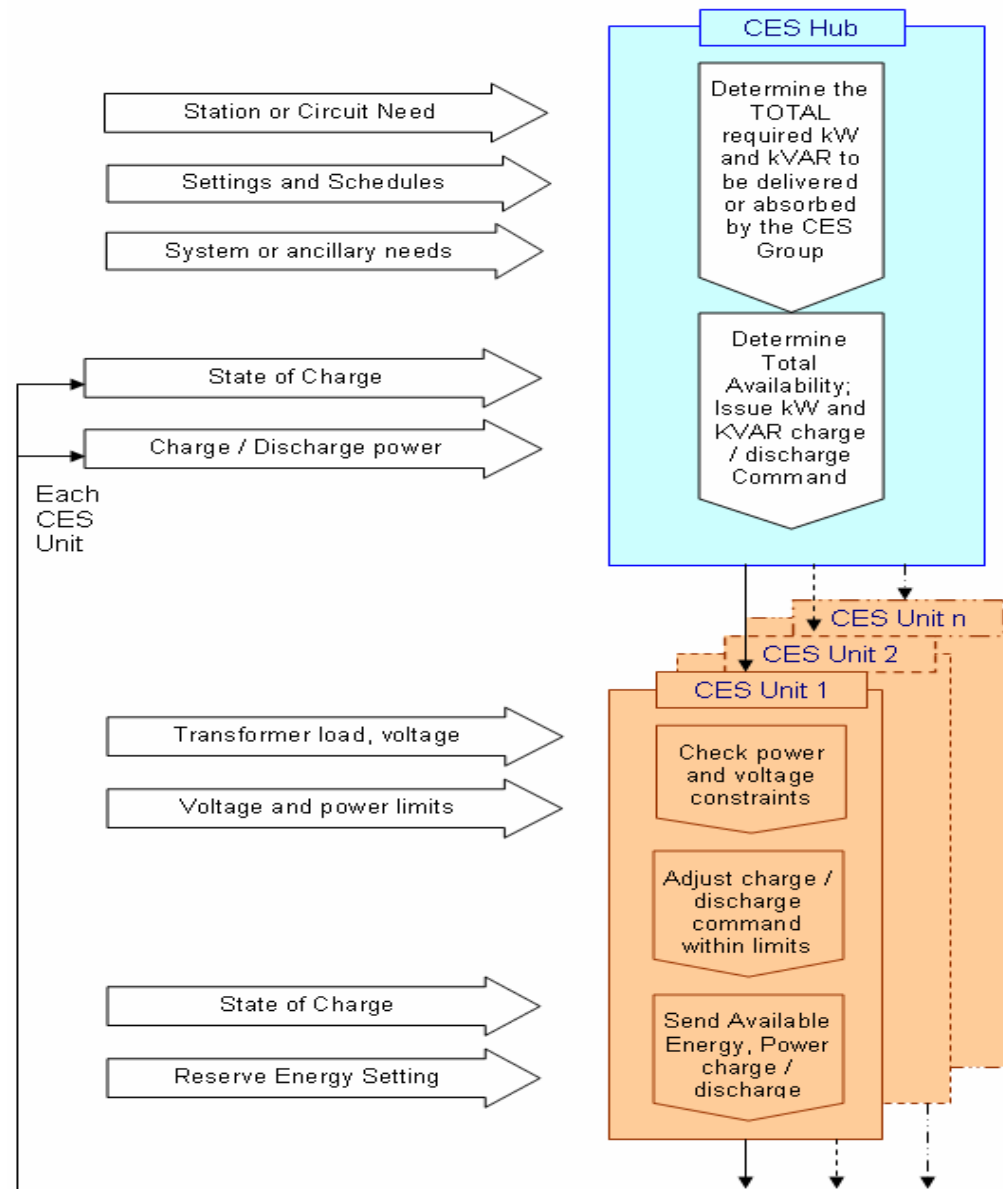 CES Hub
Station or Circuit Need
Settings and Schedules
System or ancillary needs
Determine the
TOTAL
required kW
and kVAR to
be delivered
or absorbed
by the CES
Group
State of Charge
Charge / Discharge power
Each
CES
Unit
Determine
Total
Availability;
Issue kW and
KVAR charge
/ discharge
Command
CES Unit n
CES Unit 2
CES Unit 1
Transformer load, voltage
Voltage and power limits
Check power
and voltage
constraints
Adjust charge /
discharge
command
within limits
State of Charge
Reserve Energy Setting
Send Available
Energy, Power
charge /
discharge